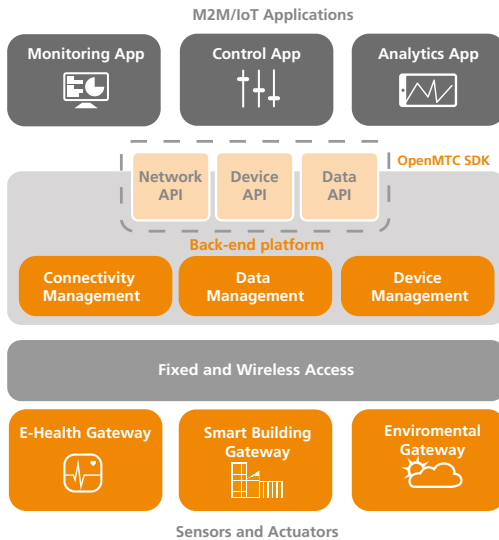 M2M/IoT Applications
Monitoring App
Control App
Analytics App
OpenMTC SDK
Network
API
Device
API
Data
API
Back-end platform
Connectivity
Management
Data
Management
Device
Management
Fixed and Wireless Access
E-Health Gateway
Smart Building
Gateway
Enviromental
Gateway
Sensors and Actuators